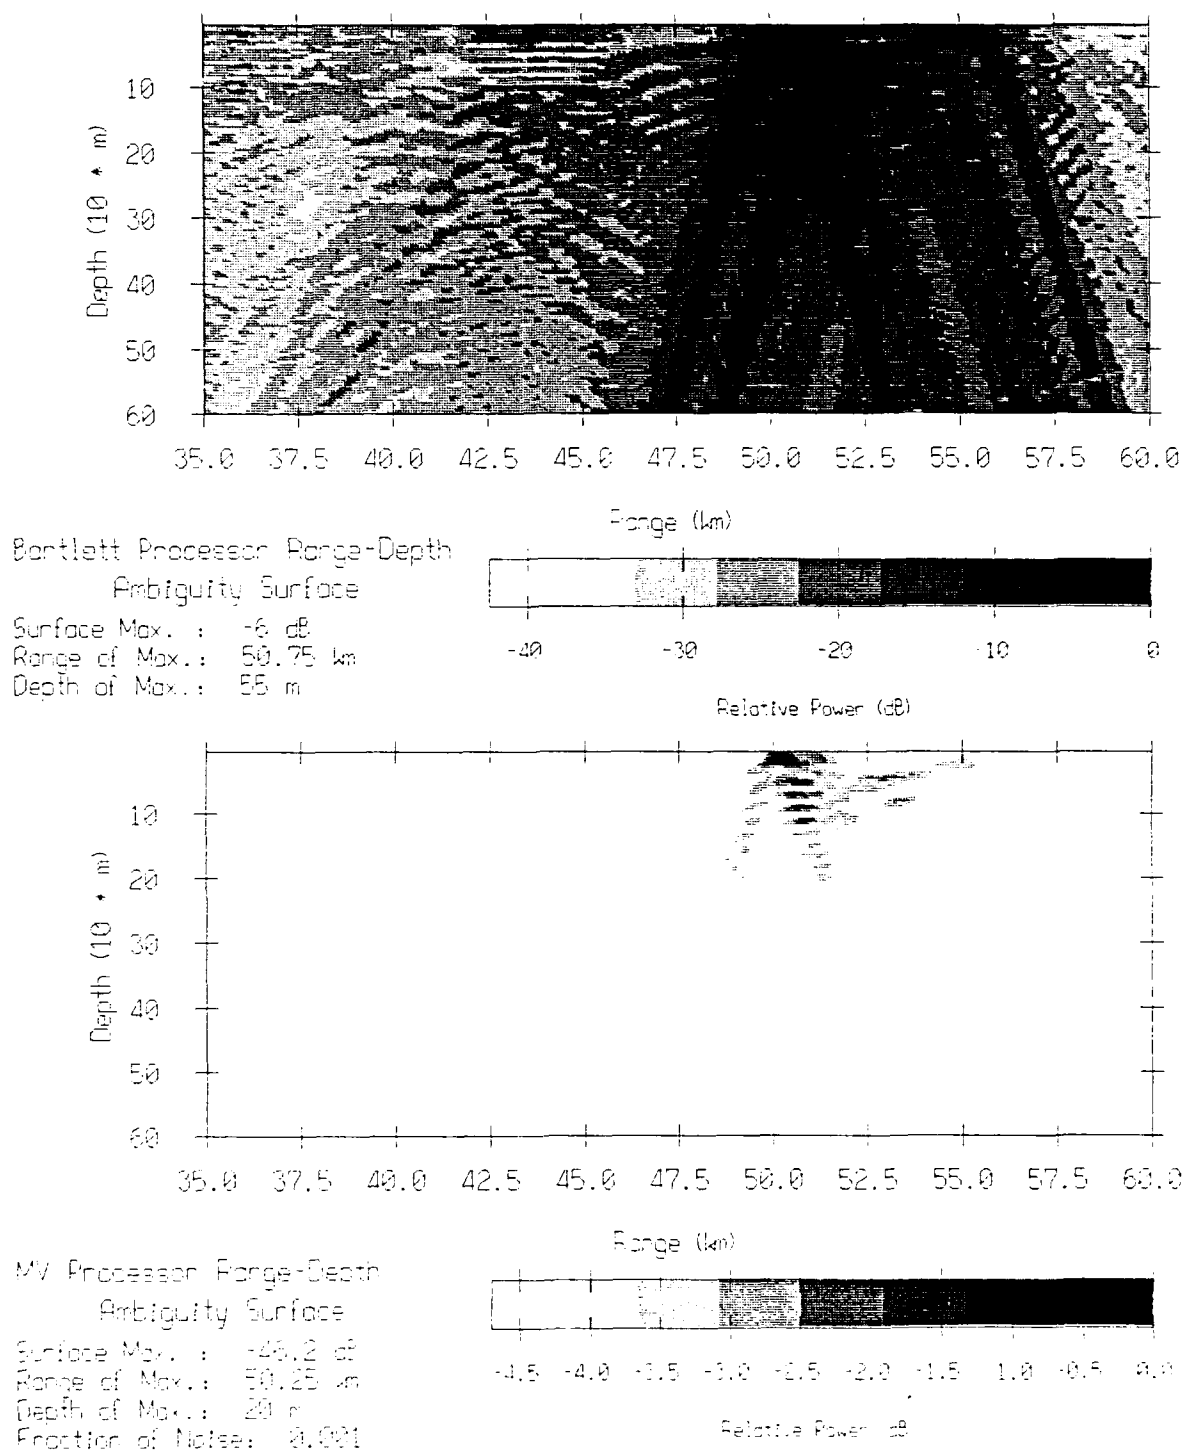 10
20
30
40
50
60
Depth (10 * m)
35.0 37.5 40.0 42.5 45.0 47.5 50.0 52.5 55.0 57.5 60.0
Range (km)
Bartlett Processor Range-Depth
Ambiguity Surface
Surface Max. : -6 dB
Range of Max.: 50.75 km
Depth of Max.: 55 m
-40 -30 -20 -10 0
Relative Power (dB)
10
20
30
40
50
60
Depth (10 * m)
35.0 37.5 40.0 42.5 45.0 47.5 50.0 52.5 55.0 57.5 60.0
Range (km)
MV Processor Range-Depth
Ambiguity Surface
Surface Max. : -46.2 dB
Range of Max.: 50.25 km
Depth of Max.: 20 m
Fraction of Noise: 0.001
-4.5 -4.0 -3.5 -3.0 -2.5 -2.0 -1.5 1.0 -0.5 0.0
Relative Power dB